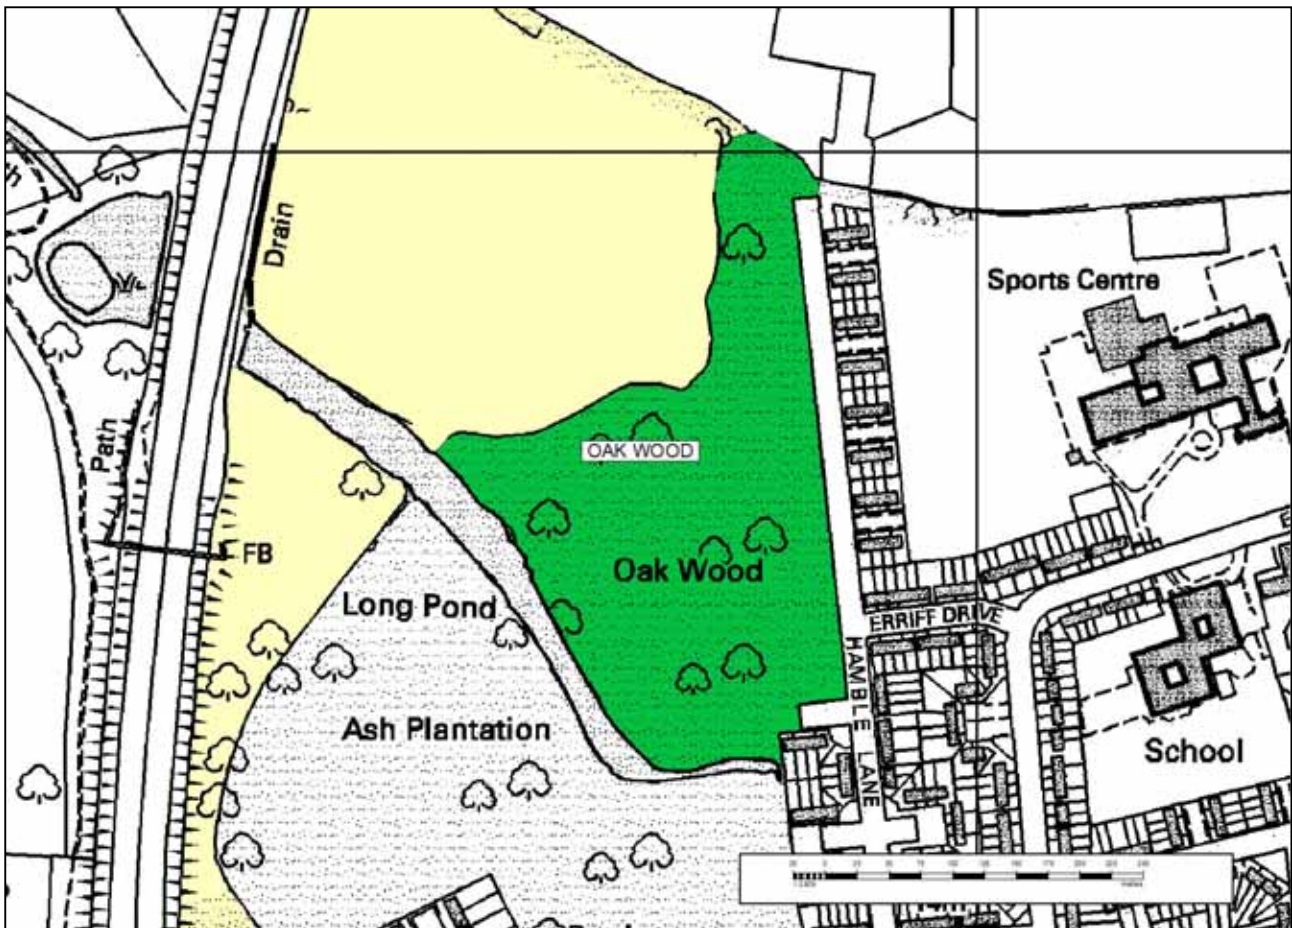 Drain
Sports Centre
Path
OAK WOOD
FB
Oak Wood
Long Pond
ERRIFF DRIVE
HAMBLE LANE
Ash Plantation
School